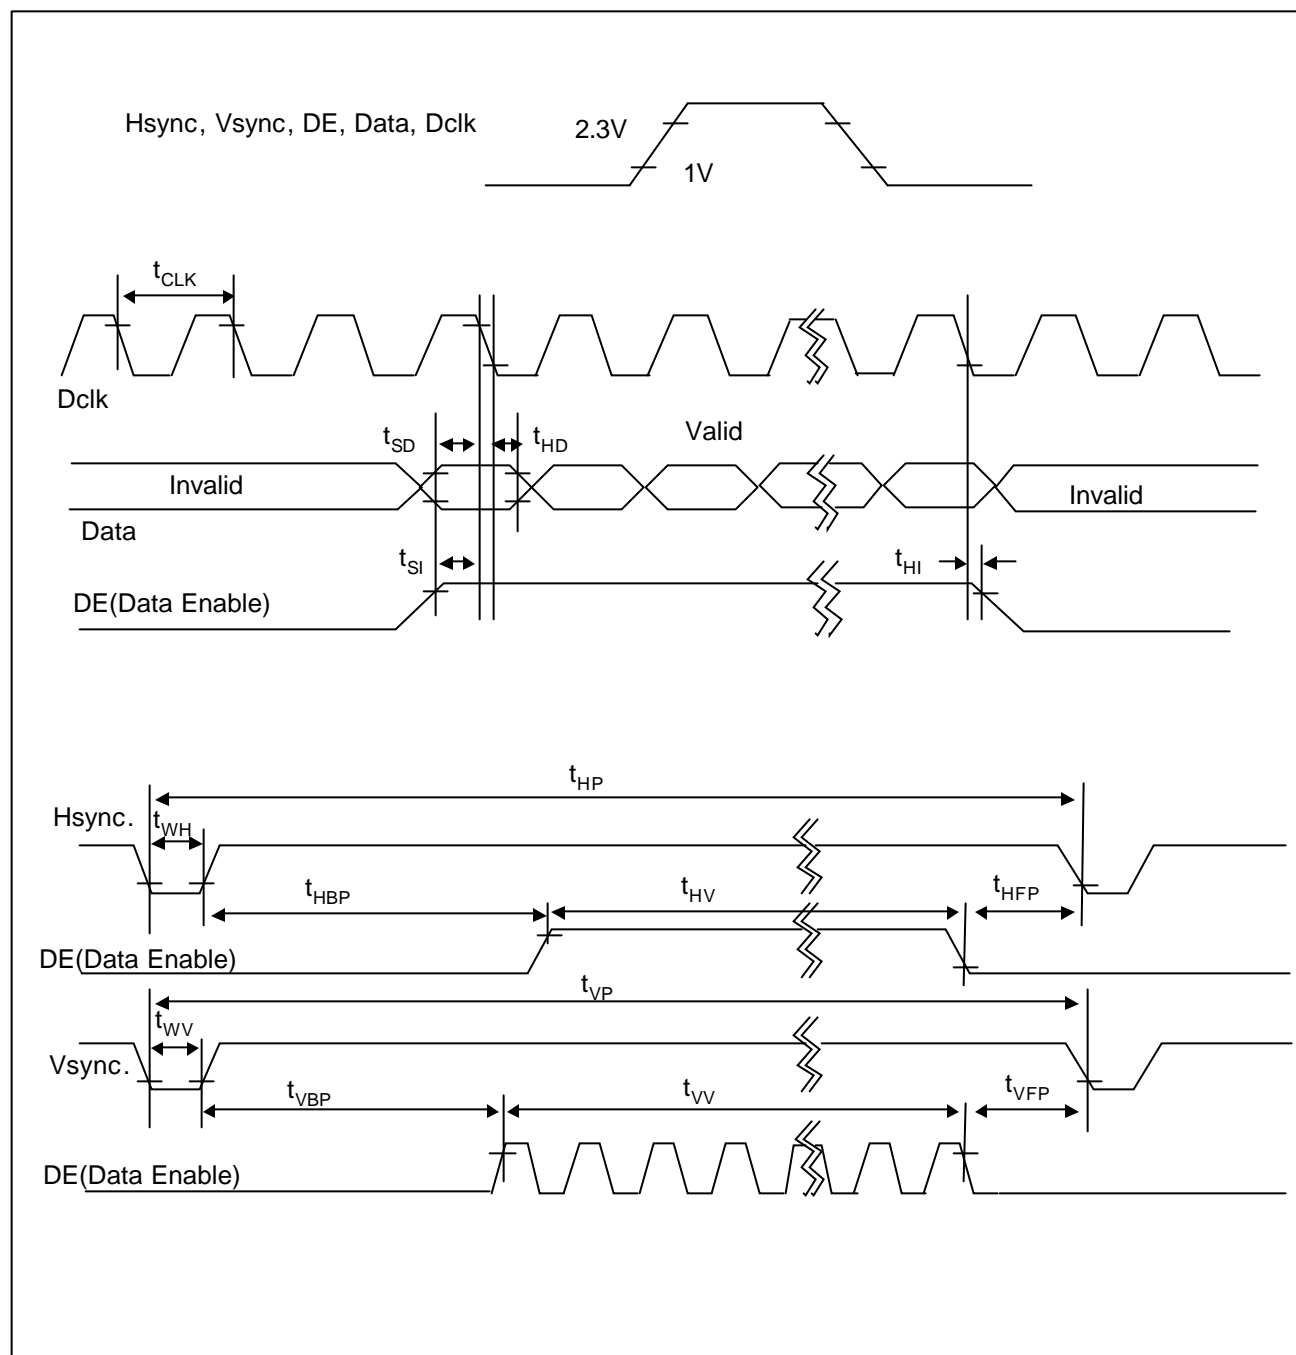 Hsync, Vsync, DE, Data, Dclk
2.3V
1V
tCLK
Dclk
tSD
tHD
Valid
Invalid
Invalid
Data
tSI
tHI
DE(Data Enable)
tHP
Hsync.
tWH
tHBP
tHV
tHFP
DE(Data Enable)
tVP
tWV
Vsync.
tVBP
tVV
tVFP
DE(Data Enable)